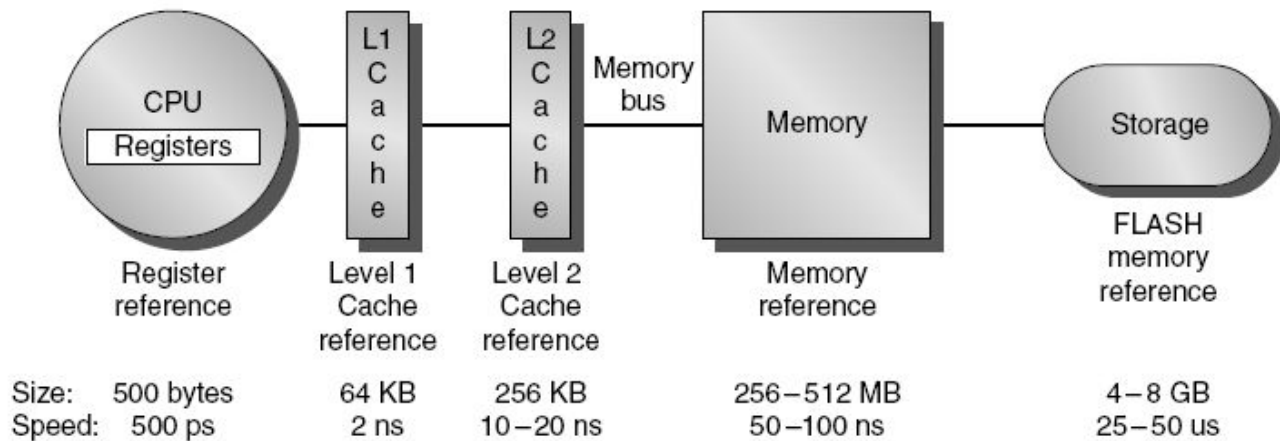 CPU
Registers
L1
C
a
c
h
e
L2
C
a
c
h
e
Memory
bus
Memory
Storage
Register
reference
Level 1
Cache
reference
Level 2
Cache
reference
Memory
reference
FLASH
memory
reference
Size: 500 bytes 64 KB 256 KB 256–512 MB 4–8 GB
Speed: 500 ps 2 ns 10–20 ns 50–100 ns 25–50 us